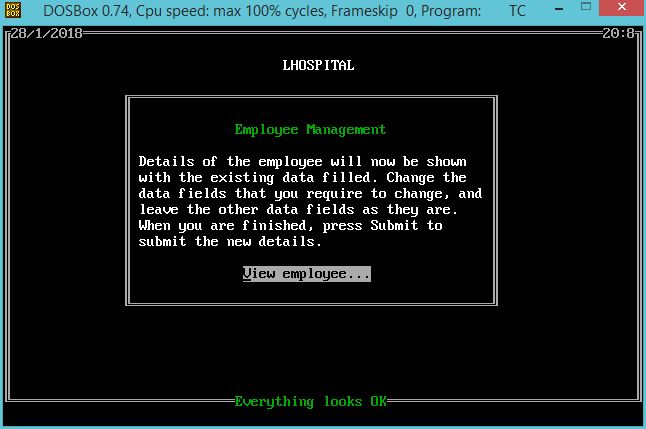 DOS BOX DOSBox 0.74, Cpu speed: max 100% cycles, Frameskip 0, Program: TC
28/1/2018 20:8
LHOSPITAL
Employee Management
Details of the employee will now be shown
with the existing data filled. Change the
data fields that you require to change, and
leave the other data fields as they are.
When you are finished, press Submit to
submit the new details.
View employee...
Everything looks OK